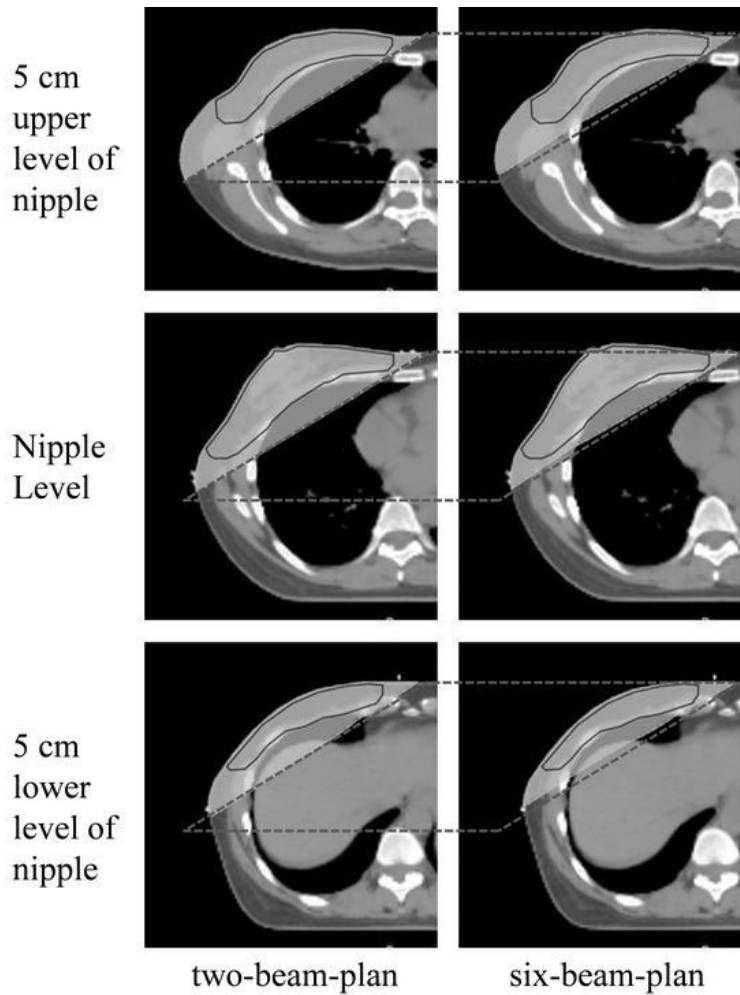 5 cm
upper
level of
nipple
Nipple
Level
5 cm
lower
level of
nipple
two-beam-plan
six-beam-plan